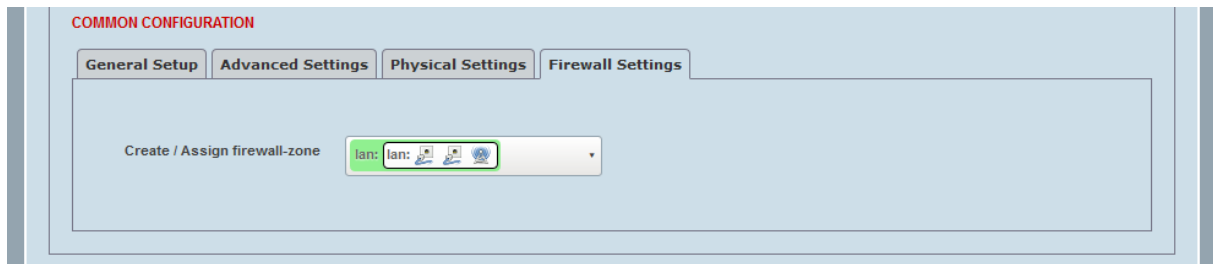 COMMON CONFIGURATION
General Setup Advanced Settings Physical Settings Firewall Settings
Create / Assign firewall-zone lan: lan: